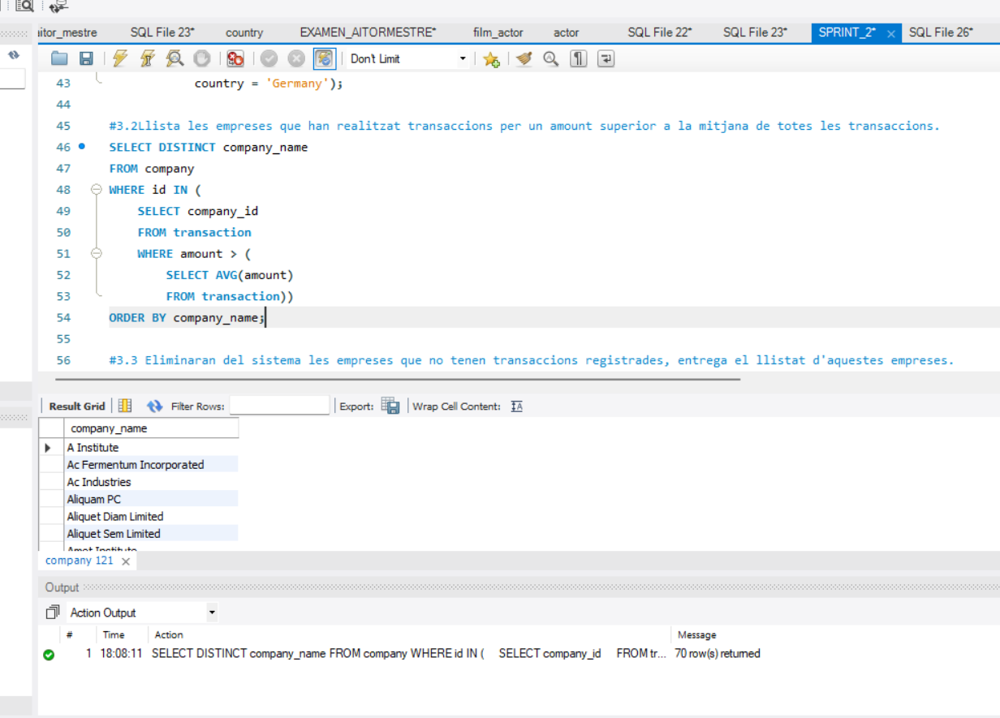 aitor_mestre SQL File 23* country EXAMEN_AITORMESTRE* film_actor actor SQL File 22* SQL File 23* SPRINT_2* × SQL File 26*
Don't Limit
43 country = 'Germany');
44
45 #3.2Llista les empreses que han realitzat transaccions per un amount superior a la mitjana de totes les transaccions.
46 SELECT DISTINCT company_name
47 FROM company
48 WHERE id IN (
49 SELECT company_id
50 FROM transaction
51 WHERE amount > (
52 SELECT AVG(amount)
53 FROM transaction))
54 ORDER BY company_name;
55
56 #3.3 Eliminaran del sistema les empreses que no tenen transaccions registrades, entrega el llistat d'aquestes empreses.
Result Grid Filter Rows: Export: Wrap Cell Content:
company_name
A Institute
Ac Fermentum Incorporated
Ac Industries
Aliquam PC
Aliquet Diam Limited
Aliquet Sem Limited
Amet Institute
company 121 ×
Output
Action Output
# Time Action Message
1 18:08:11 SELECT DISTINCT company_name FROM company WHERE id IN ( SELECT company_id FROM tr... 70 row(s) returned